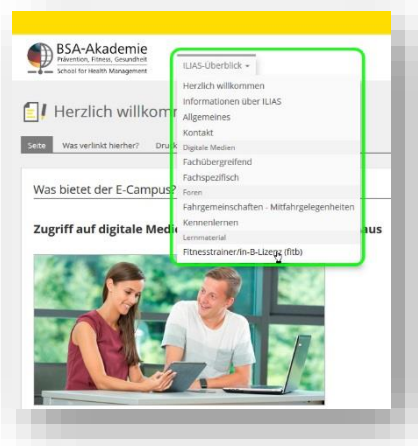 BSA-Akademie
Prävention, Fitness, Gesundheit
School for Health Management
ILIAS-Überblick
Herzlich willkommen
Informationen über ILIAS
Allgemeines
Kontakt
Digitale Medien
Fachübergreifend
Fachspezifisch
Foren
Fahrgemeinschaften - Mitfahrgelegenheiten
Kennenlernen
Lernmaterial
Fitnesstrainer/in-B-Lizenz (fitb)
Herzlich willkom
Seite Was verlinkt hierher? Druck
Was bietet der E-Campus?
Zugriff auf digitale Medie aus